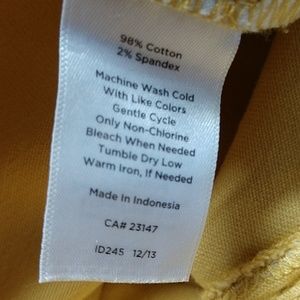 98% Cotton
2% Spandex
Machine Wash Cold
With Like Colors
Gentle Cycle
Only Non-Chlorine
Bleach When Needed
Tumble Dry Low
Warm Iron, If Needed
Made In Indonesia
CA# 23147
ID245 12/13